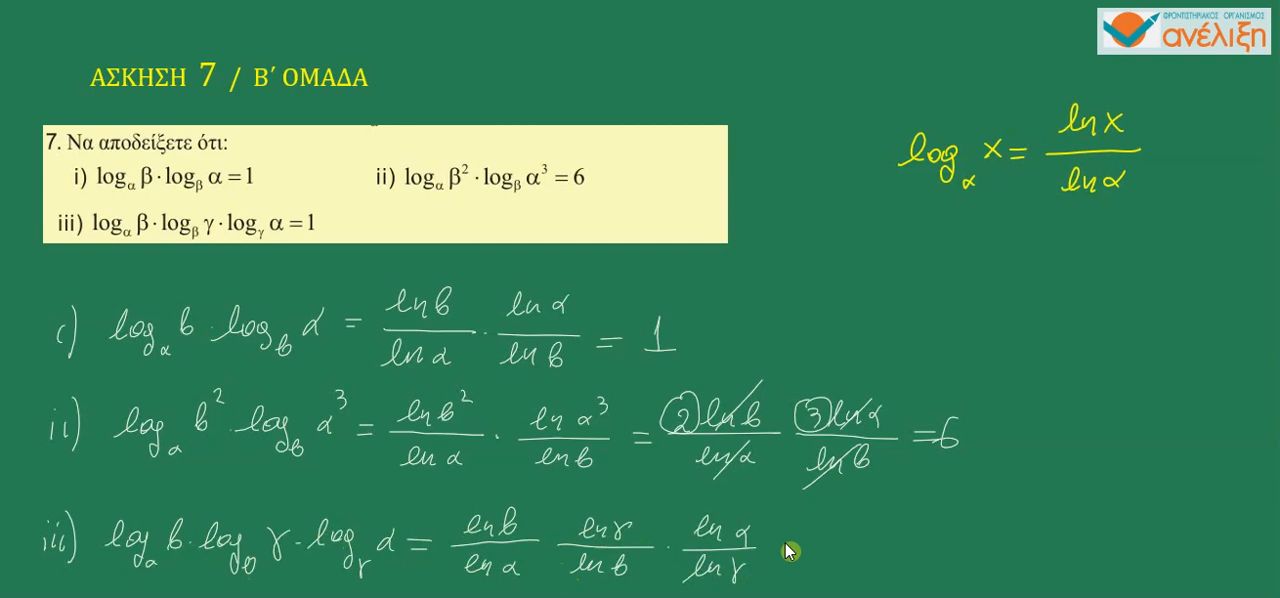 ΦΡΟΝΤΙΣΤΗΡΙΑΚΟΣ ΟΡΓΑΝΙΣΜΟΣ
ανέλιξη
ΑΣΚΗΣΗ 7 / Β΄ ΟΜΑΔΑ
7. Να αποδείξετε ότι:
i) log_α β · log_β α = 1
ii) log_α β² · log_β α³ = 6
iii) log_α β · log_β γ · log_γ α = 1
log_α x = ln x / ln α
i) log_α β · log_β α = ln β / ln α · ln α / ln β = 1
ii) log_α β² · log_β α³ = ln β² / ln α · ln α³ / ln β = 2 ln β / ln α 3 ln α / ln β = 6
iii) log_α β · log_β γ · log_γ α = ln β / ln α ln γ / ln β · ln α / ln γ